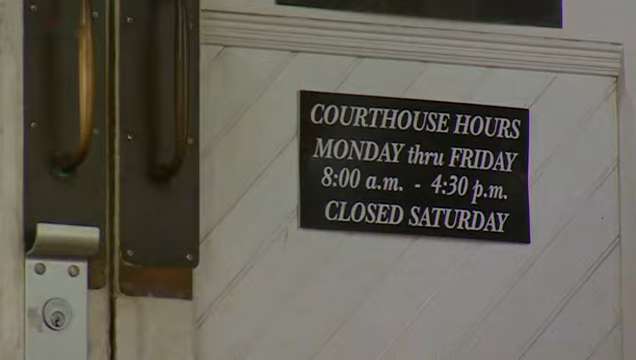 COURTHOUSE HOURS
MONDAY thru FRIDAY
8:00 a.m. - 4:30 p.m.
CLOSED SATURDAY